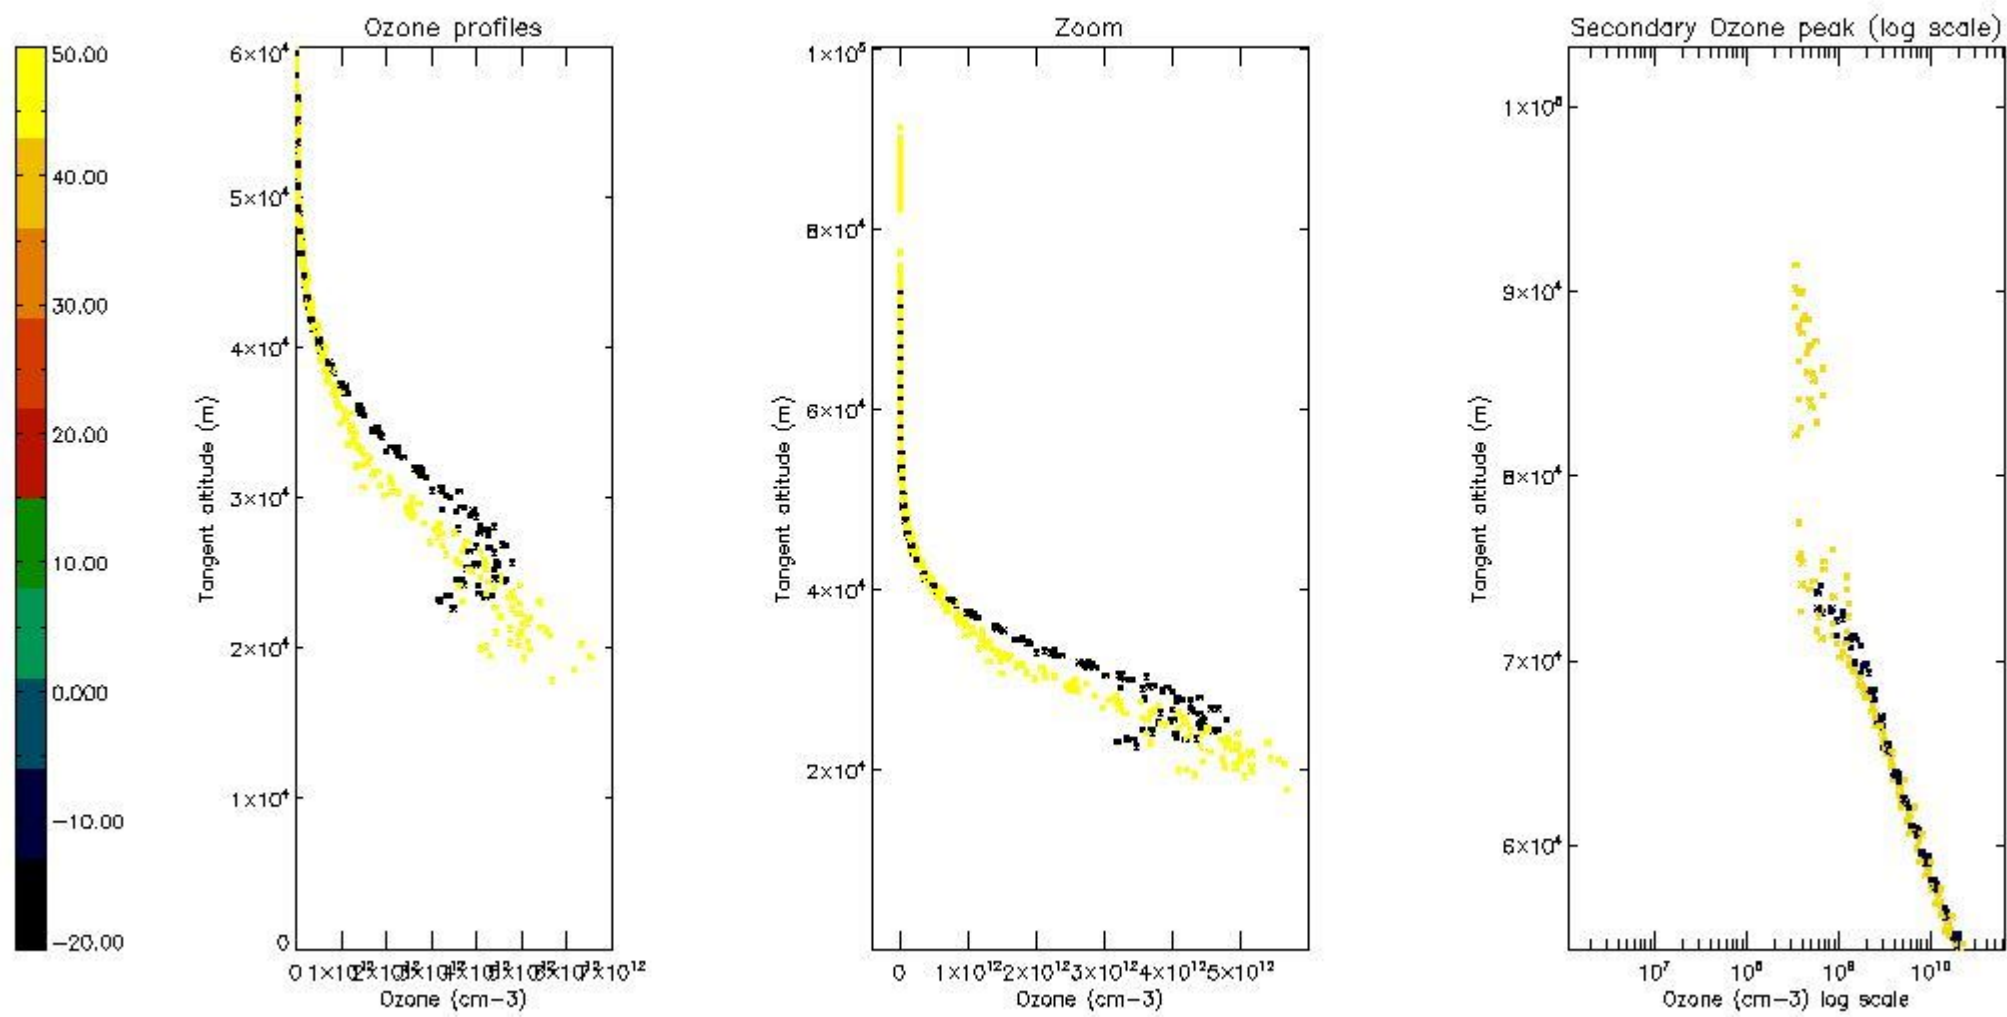 Ozone profiles
Zoom
Secondary Ozone peak (log scale)
50.00
40.00
30.00
20.00
10.00
0.000
-10.00
-20.00
Tangent altitude (m)
6×10⁴
5×10⁴
4×10⁴
3×10⁴
2×10⁴
1×10⁴
0
0
7×10¹²
Ozone (cm-3)
Tangent altitude (m)
1×10⁵
8×10⁴
6×10⁴
4×10⁴
2×10⁴
0 1×10¹² 2×10¹² 3×10¹² 4×10¹² 5×10¹²
Ozone (cm-3)
Tangent altitude (m)
9×10⁴
8×10⁴
7×10⁴
6×10⁴
10⁷ 10⁸ 10⁹ 10¹⁰
Ozone (cm-3) log scale